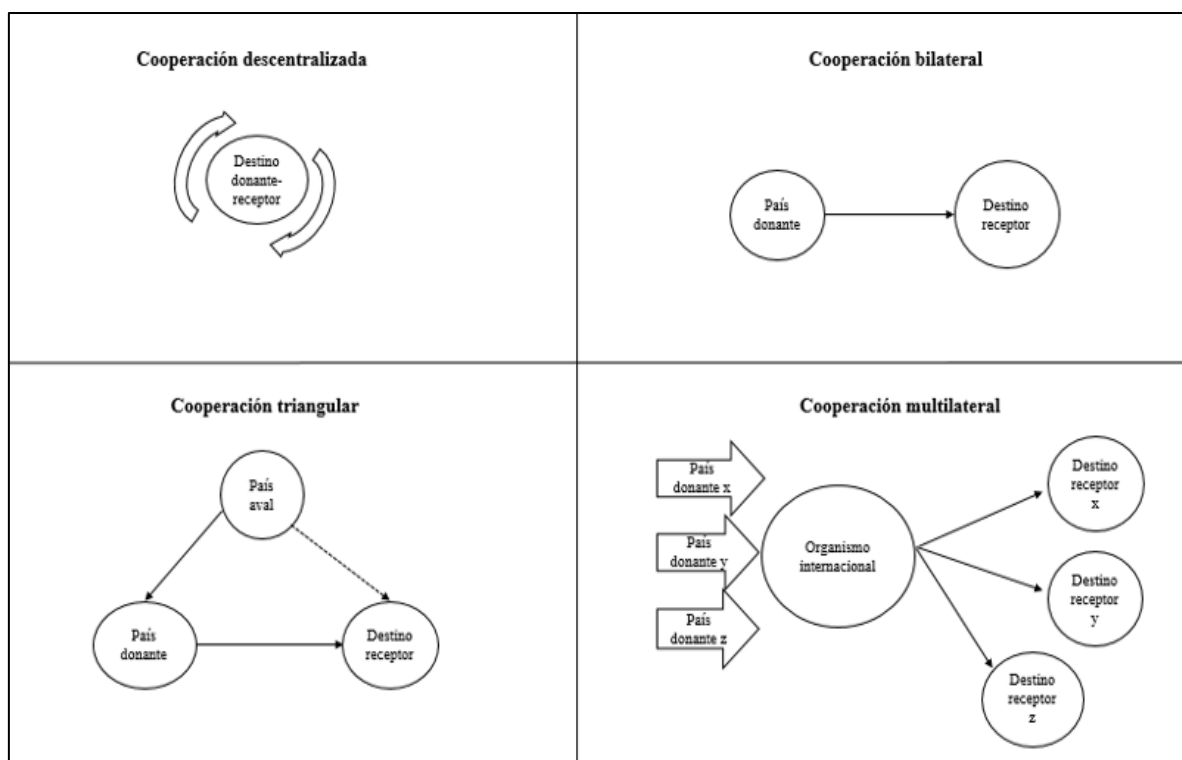 Cooperación descentralizada
Destino
donante-
receptor
Cooperación bilateral
País
donante
Destino
receptor
Cooperación triangular
País
aval
País
donante
Destino
receptor
Cooperación multilateral
País
donante x
País
donante y
País
donante z
Organismo
internacional
Destino
receptor
x
Destino
receptor
y
Destino
receptor
z